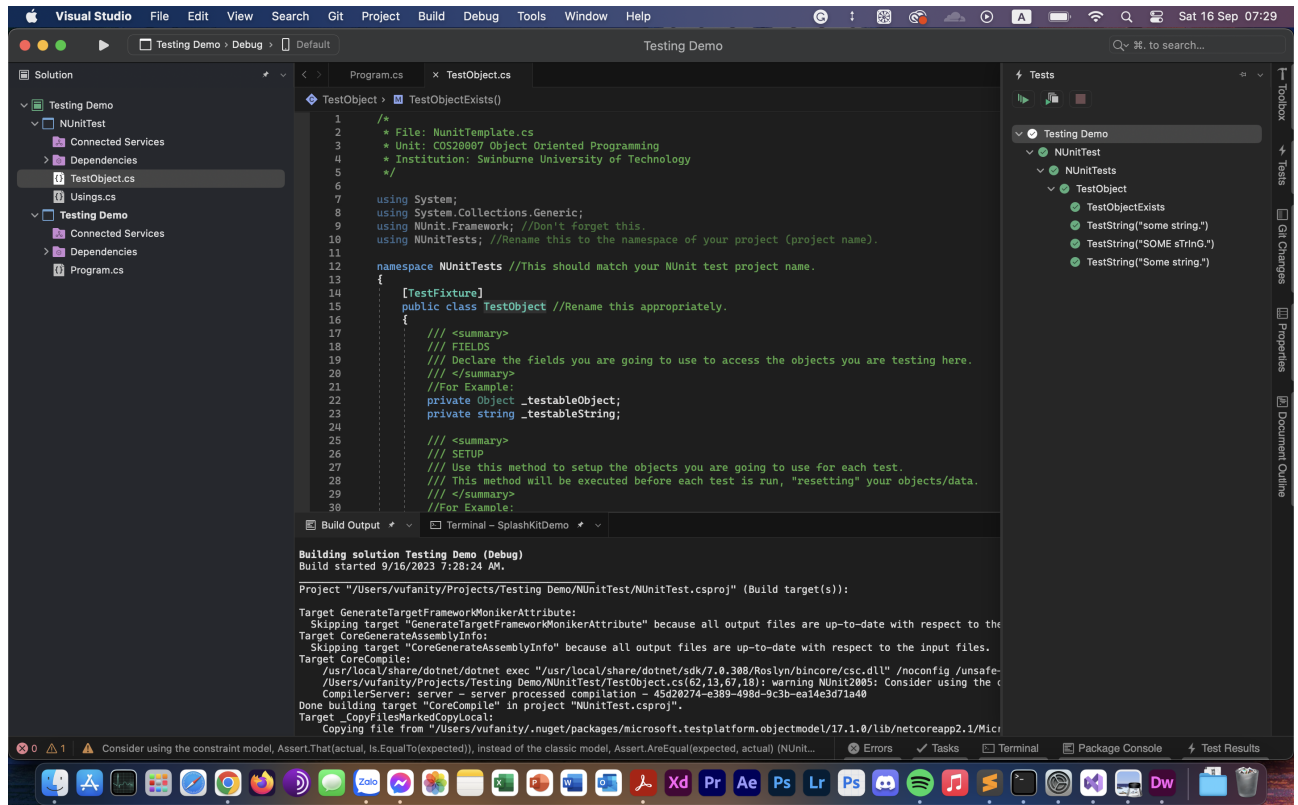 Visual Studio File Edit View Search Git Project Build Debug Tools Window Help
A Sat 16 Sep 07:29
Testing Demo › Debug › Default
Testing Demo
⌘. to search...
Solution
Testing Demo
NUnitTest
Connected Services
Dependencies
TestObject.cs
Usings.cs
Testing Demo
Connected Services
Dependencies
Program.cs
Program.cs × TestObject.cs
TestObject › M TestObjectExists()
1 /*
2 * File: NunitTemplate.cs
3 * Unit: COS20007 Object Oriented Programming
4 * Institution: Swinburne University of Technology
5 */
6
7 using System;
8 using System.Collections.Generic;
9 using NUnit.Framework; //Don't forget this.
10 using NUnitTests; //Rename this to the namespace of your project (project name).
11
12 namespace NUnitTests //This should match your NUnit test project name.
13 {
14 [TestFixture]
15 public class TestObject //Rename this appropriately.
16 {
17 /// <summary>
18 /// FIELDS
19 /// Declare the fields you are going to use to access the objects you are testing here.
20 /// </summary>
21 //For Example:
22 private Object _testableObject;
23 private string _testableString;
24
25 /// <summary>
26 /// SETUP
27 /// Use this method to setup the objects you are going to use for each test.
28 /// This method will be executed before each test is run, "resetting" your objects/data.
29 /// </summary>
30 //For Example:
Build Output Terminal – SplashKitDemo
Building solution Testing Demo (Debug)
Build started 9/16/2023 7:28:24 AM.
Project "/Users/vufanity/Projects/Testing Demo/NUnitTest/NUnitTest.csproj" (Build target(s)):
Target GenerateTargetFrameworkMonikerAttribute:
Skipping target "GenerateTargetFrameworkMonikerAttribute" because all output files are up-to-date with respect to the
Target CoreGenerateAssemblyInfo:
Skipping target "CoreGenerateAssemblyInfo" because all output files are up-to-date with respect to the input files.
Target CoreCompile:
/usr/local/share/dotnet/dotnet exec "/usr/local/share/dotnet/sdk/7.0.308/Roslyn/bincore/csc.dll" /noconfig /unsafe-
/Users/vufanity/Projects/Testing Demo/NUnitTest/TestObject.cs(62,13,67,18): warning NUnit2005: Consider using the c
CompilerServer: server – server processed compilation – 45d20274-e389-498d-9c3b-ea14e3d71a40
Done building target "CoreCompile" in project "NUnitTest.csproj".
Target _CopyFilesMarkedCopyLocal:
Copying file from "/Users/vufanity/.nuget/packages/microsoft.testplatform.objectmodel/17.1.0/lib/netcoreapp2.1/Micr
Tests
Testing Demo
NUnitTest
NUnitTests
TestObject
TestObjectExists
TestString("some string.")
TestString("SOME sTrInG.")
TestString("Some string.")
Toolbox
Tests
Git Changes
Properties
Document Outline
0 1 Consider using the constraint model, Assert.That(actual, Is.EqualTo(expected)), instead of the classic model, Assert.AreEqual(expected, actual) (NUnit... Errors Tasks Terminal Package Console Test Results
Zalo Xd Pr Ae Ps Lr Ps Dw